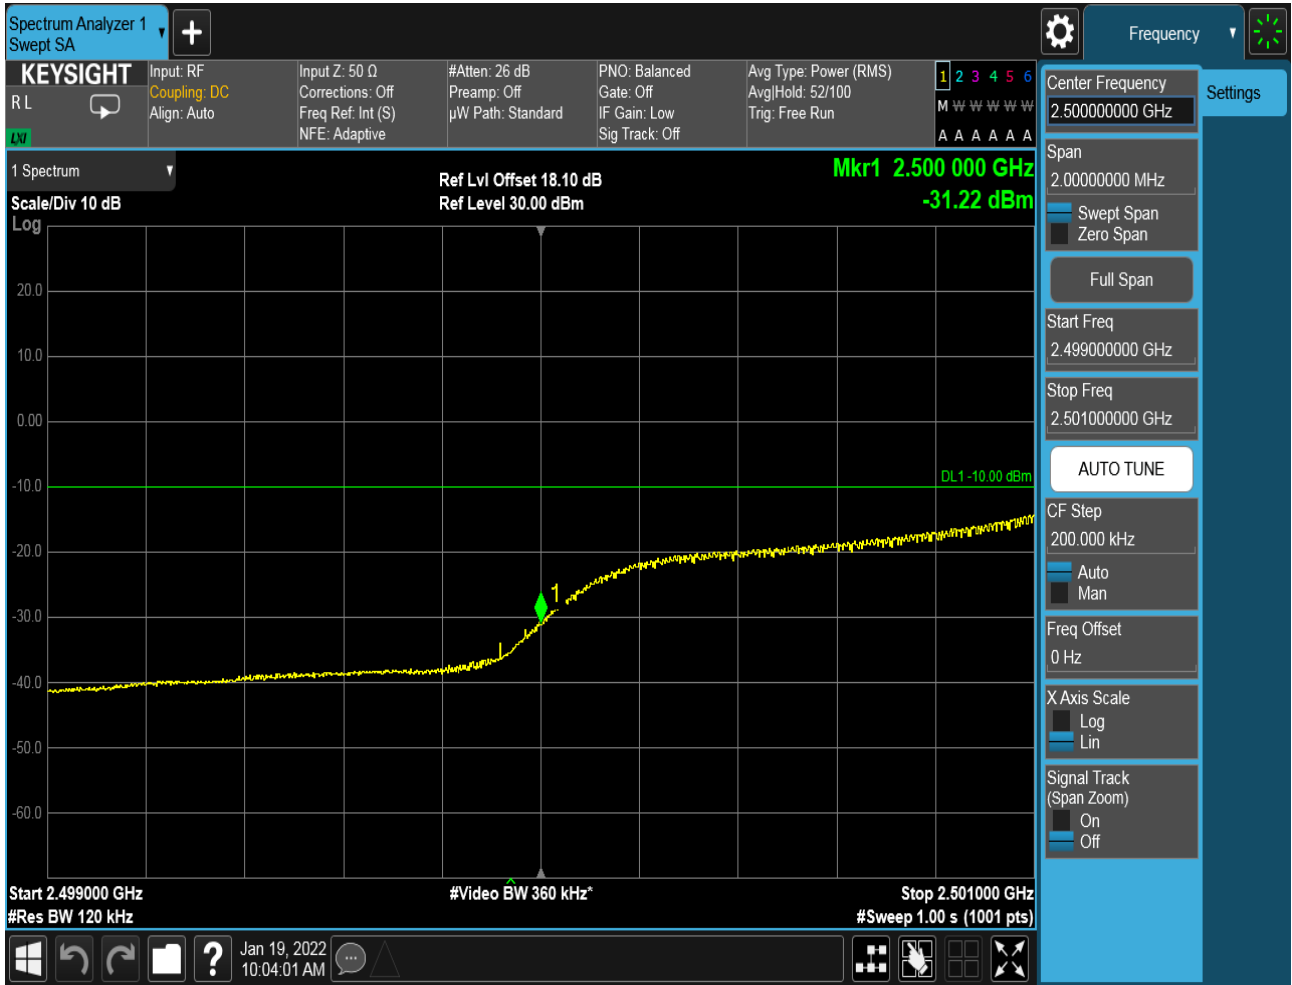 Spectrum Analyzer 1
Swept SA
Frequency
KEYSIGHT
R L
LXI
Input: RF
Coupling: DC
Align: Auto
Input Z: 50 Ω
Corrections: Off
Freq Ref: Int (S)
NFE: Adaptive
#Atten: 26 dB
Preamp: Off
µW Path: Standard
PNO: Balanced
Gate: Off
IF Gain: Low
Sig Track: Off
Avg Type: Power (RMS)
Avg|Hold: 52/100
Trig: Free Run
1 2 3 4 5 6
M W W W W W
A A A A A A
1 Spectrum
Scale/Div 10 dB
Log
Ref Lvl Offset 18.10 dB
Ref Level 30.00 dBm
Mkr1 2.500 000 GHz
-31.22 dBm
20.0
10.0
0.00
-10.0
-20.0
-30.0
-40.0
-50.0
-60.0
DL1 -10.00 dBm
1
Start 2.499000 GHz
#Res BW 120 kHz
#Video BW 360 kHz*
Stop 2.501000 GHz
#Sweep 1.00 s (1001 pts)
?
Jan 19, 2022
10:04:01 AM
Center Frequency
2.500000000 GHz
Settings
Span
2.00000000 MHz
Swept Span
Zero Span
Full Span
Start Freq
2.499000000 GHz
Stop Freq
2.501000000 GHz
AUTO TUNE
CF Step
200.000 kHz
Auto
Man
Freq Offset
0 Hz
X Axis Scale
Log
Lin
Signal Track
(Span Zoom)
On
Off